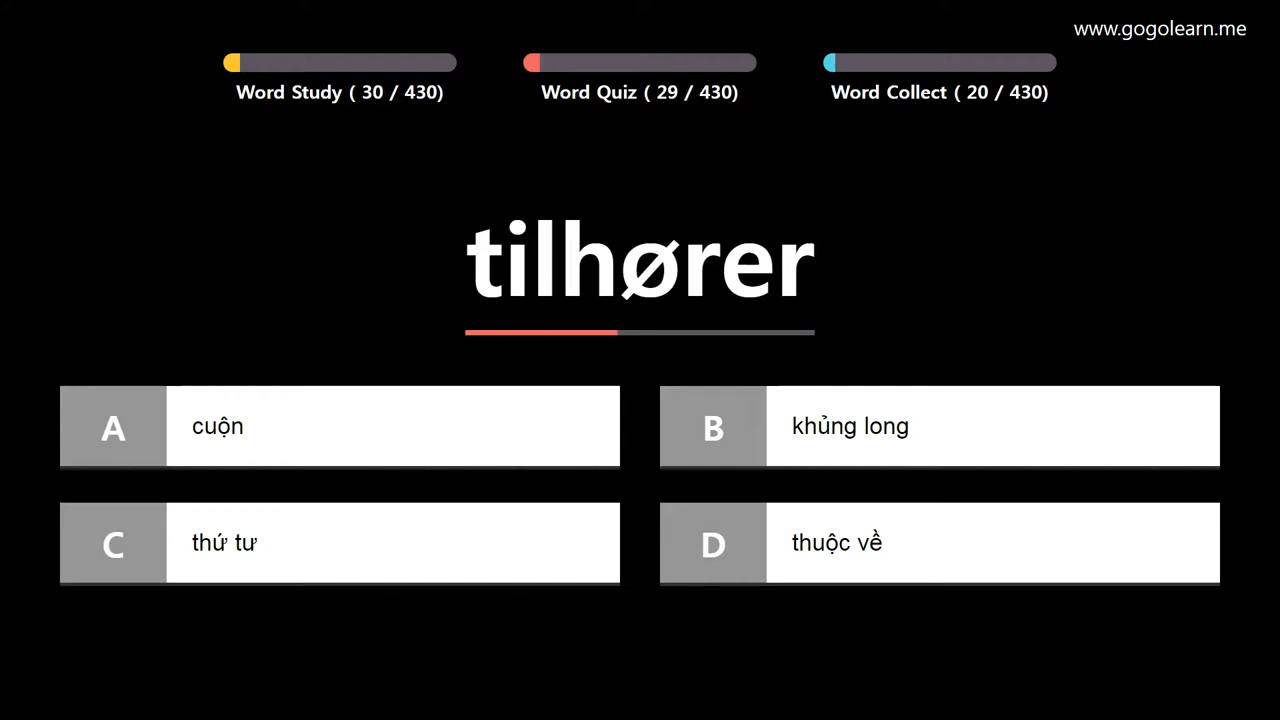 www.gogolearn.me
Word Study ( 30 / 430)
Word Quiz ( 29 / 430)
Word Collect ( 20 / 430)
tilhører
A cuộn
B khủng long
C thứ tư
D thuộc về